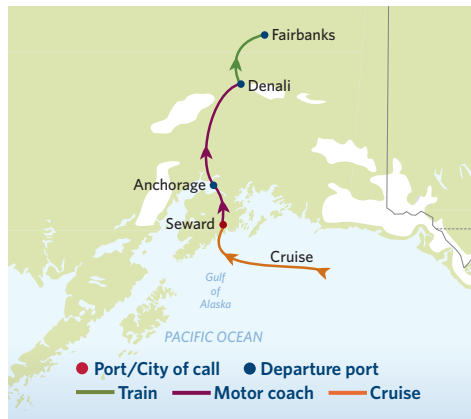 Fairbanks
Denali
Anchorage
Seward
Cruise
Gulf
of
Alaska
PACIFIC OCEAN
Port/City of call Departure port
Train Motor coach Cruise